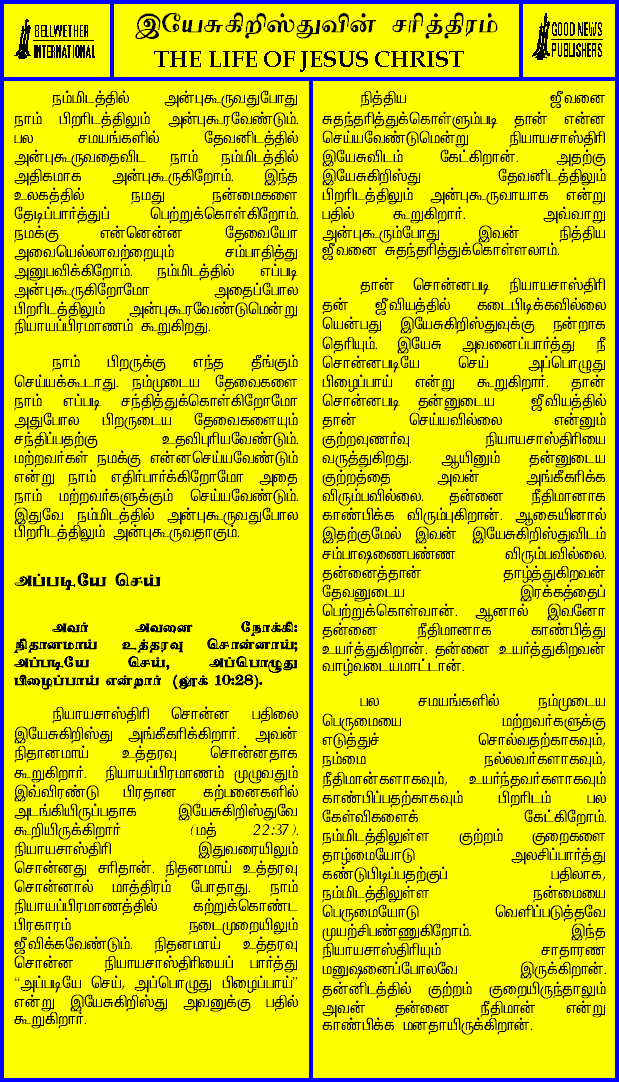 BELLWETHER
INTERNATIONAL
இயேசுகிறிஸ்துவின் சரித்திரம்
THE LIFE OF JESUS CHRIST
GOOD NEWS
PUBLISHERS
நம்மிடத்தில் அன்புகூருவதுபோது
நாம் பிறரிடத்திலும் அன்புகூரவேண்டும்.
பல சமயங்களில் தேவனிடத்தில்
அன்புகூருவதைவிட நாம் நம்மிடத்தில்
அதிகமாக அன்புகூருகிறோம். இந்த
உலகத்தில் நமது நன்மைகளை
தேடிப்பார்த்துப் பெற்றுக்கொள்கிறோம்.
நமக்கு என்னென்ன தேவையோ
அவையெல்லாவற்றையும் சம்பாதித்து
அனுபவிக்கிறோம். நம்மிடத்தில் எப்படி
அன்புகூருகிறோமோ அதைப்போல
பிறரிடத்திலும் அன்புகூரவேண்டுமென்று
நியாயப்பிரமாணம் கூறுகிறது.
நாம் பிறருக்கு எந்த தீங்கும்
செய்யக்கூடாது. நம்முடைய தேவைகளை
நாம் எப்படி சந்தித்துக்கொள்கிறோமோ
அதுபோல பிறருடைய தேவைகளையும்
சந்திப்பதற்கு உதவிபுரியவேண்டும்.
மற்றவர்கள் நமக்கு என்னசெய்யவேண்டும்
என்று நாம் எதிர்பார்க்கிறோமோ அதை
நாம் மற்றவர்களுக்கும் செய்யவேண்டும்.
இதுவே நம்மிடத்தில் அன்புகூருவதுபோல
பிறரிடத்திலும் அன்புகூருவதாகும்.
அப்படியே செய்
அவர் அவனை நோக்கி:
நிதானமாய் உத்தரவு சொன்னாய்;
அப்படியே செய், அப்பொழுது
பிழைப்பாய் என்றார் (லூக் 10:28).
நியாயசாஸ்திரி சொன்ன பதிலை
இயேசுகிறிஸ்து அங்கீகரிக்கிறார். அவன்
நிதானமாய் உத்தரவு சொன்னதாக
கூறுகிறார். நியாயப்பிரமாணம் முழுவதும்
இவ்விரண்டு பிரதான கற்பனைகளில்
அடங்கியிருப்பதாக இயேசுகிறிஸ்துவே
கூறியிருக்கிறார் (மத் 22:37).
நியாயசாஸ்திரி இதுவரையிலும்
சொன்னது சரிதான். நிதனமாய் உத்தரவு
சொன்னால் மாத்திரம் போதாது. நாம்
நியாயப்பிரமாணத்தில் கற்றுக்கொண்ட
பிரகாரம் நடைமுறையிலும்
ஜீவிக்கவேண்டும். நிதனமாய் உத்தரவு
சொன்ன நியாயசாஸ்திரியைப் பார்த்து
“அப்படியே செய், அப்பொழுது பிழைப்பாய்”
என்று இயேசுகிறிஸ்து அவனுக்கு பதில்
கூறுகிறார்.
நித்திய ஜீவனை
சுதந்தரித்துக்கொள்ளும்படி தான் என்ன
செய்யவேண்டுமென்று நியாயசாஸ்திரி
இயேசுவிடம் கேட்கிறான். அதற்கு
இயேசுகிறிஸ்து தேவனிடத்திலும்
பிறரிடத்திலும் அன்புகூருவாயாக என்று
பதில் கூறுகிறார். அவ்வாறு
அன்புகூரும்போது இவன் நித்திய
ஜீவனை சுதந்தரித்துக்கொள்ளலாம்.
தான் சொன்னபடி நியாயசாஸ்திரி
தன் ஜீவியத்தில் கடைபிடிக்கவில்லை
யென்பது இயேசுகிறிஸ்துவுக்கு நன்றாக
தெரியும். இயேசு அவனைப்பார்த்து நீ
சொன்னபடியே செய் அப்பொழுது
பிழைப்பாய் என்று கூறுகிறார். தான்
சொன்னபடி தன்னுடைய ஜீவியத்தில்
தான் செய்யவில்லை என்னும்
குற்றவுணர்வு நியாயசாஸ்திரியை
வருத்துகிறது. ஆயினும் தன்னுடைய
குற்றத்தை அவன் அங்கீகரிக்க
விரும்பவில்லை. தன்னை நீதிமானாக
காண்பிக்க விரும்புகிறான். ஆகையினால்
இதற்குமேல் இவன் இயேசுகிறிஸ்துவிடம்
சம்பாஷணைபண்ண விரும்பவில்லை.
தன்னைத்தான் தாழ்த்துகிறவன்
தேவனுடைய இரக்கத்தைப்
பெற்றுக்கொள்வான். ஆனால் இவனோ
தன்னை நீதிமானாக காண்பித்து
உயர்த்துகிறான். தன்னை உயர்த்துகிறவன்
வாழ்வடையமாட்டான்.
பல சமயங்களில் நம்முடைய
பெருமையை மற்றவர்களுக்கு
எடுத்துச் சொல்வதற்காகவும்,
நம்மை நல்லவர்களாகவும்,
நீதிமான்களாகவும், உயர்ந்தவர்களாகவும்
காண்பிப்பதற்காகவும் பிறரிடம் பல
கேள்விகளைக் கேட்கிறோம்.
நம்மிடத்திலுள்ள குற்றம் குறைகளை
தாழ்மையோடு அலசிப்பார்த்து
கண்டுபிடிப்பதற்குப் பதிலாக,
நம்மிடத்திலுள்ள நன்மையை
பெருமையோடு வெளிப்படுத்தவே
முயற்சிபண்ணுகிறோம். இந்த
நியாயசாஸ்திரியும் சாதாரண
மனுஷனைப்போலவே இருக்கிறான்.
தன்னிடத்தில் குற்றம் குறையிருந்தாலும்
அவன் தன்னை நீதிமான் என்று
காண்பிக்க மனதாயிருக்கிறான்.